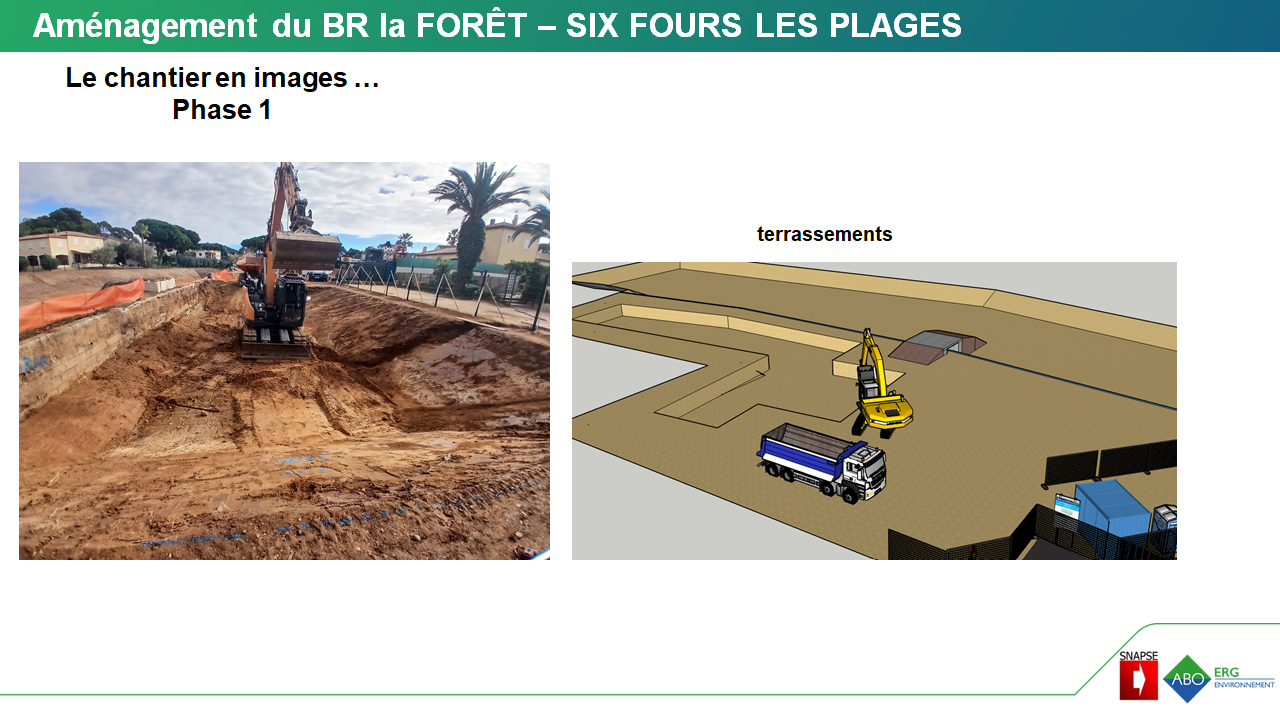 Aménagement du BR la FORÊT – SIX FOURS LES PLAGES
Le chantier en images …
Phase 1
terrassements
SNAPSE
ABO
ERG
ENVIRONNEMENT